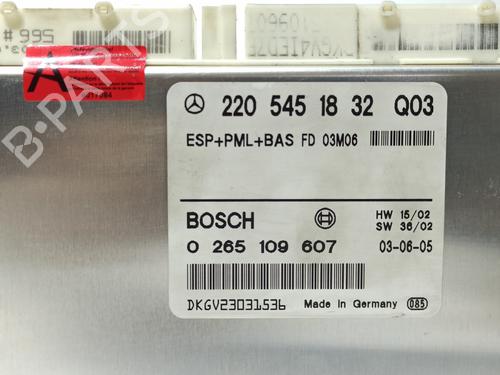 566 #
A
B-PARTS
220 545 18 32 Q03
ESP+PML+BAS FD 03M06
BOSCH
HW 15/02
SW 36/02
0 265 109 607
03-06-05
DKGV23031536
Made in Germany
085